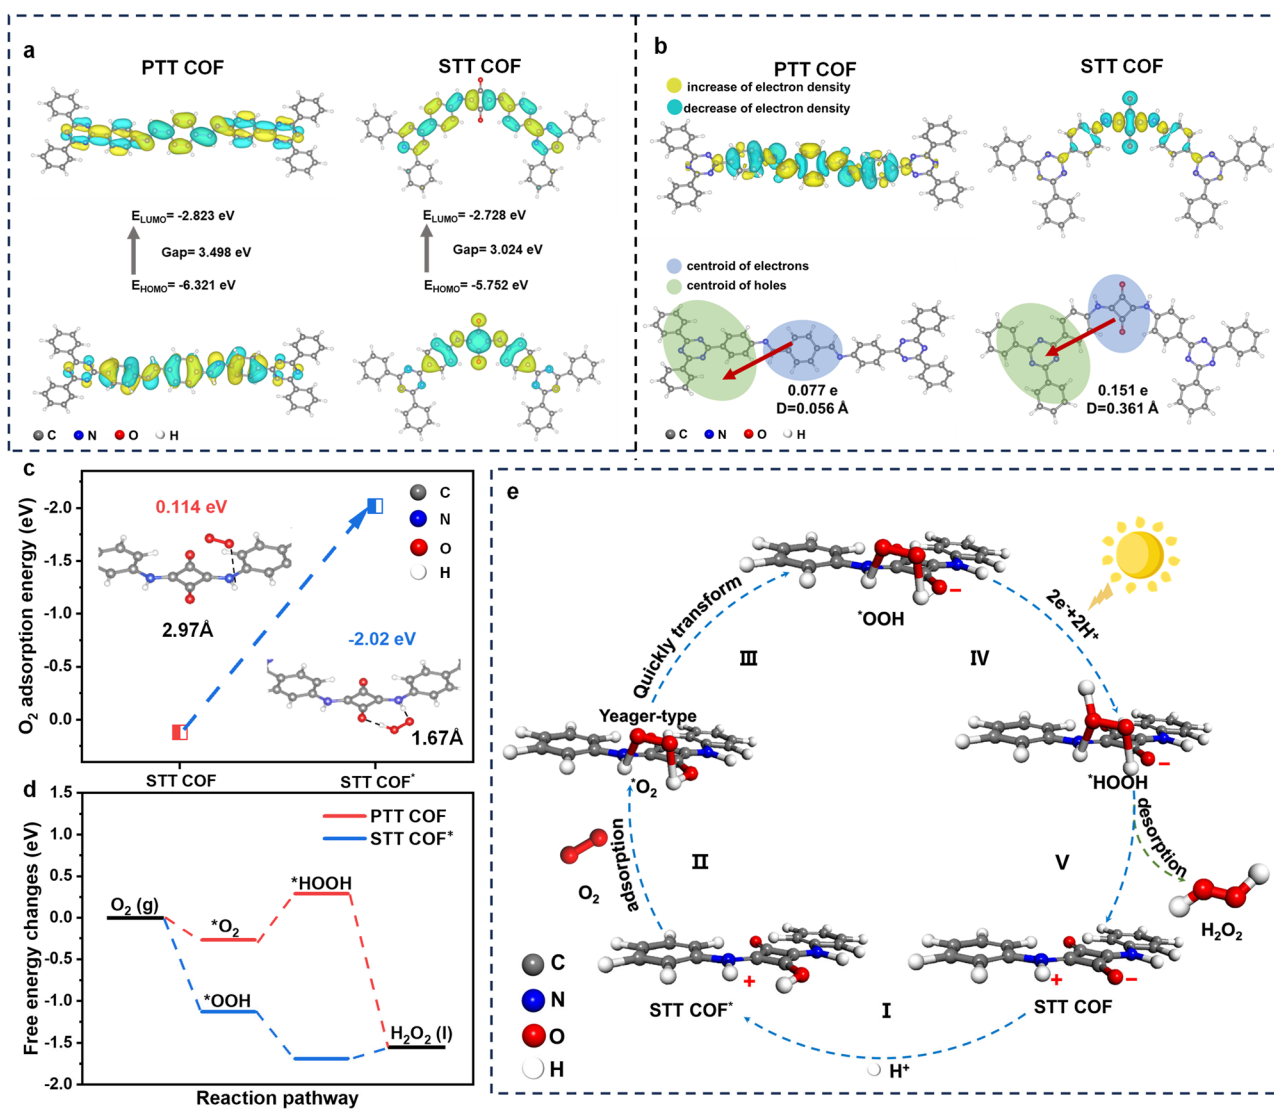 a
PTT COF
STT COF
E_LUMO= -2.823 eV
Gap= 3.498 eV
E_HOMO= -6.321 eV
E_LUMO= -2.728 eV
Gap= 3.024 eV
E_HOMO= -5.752 eV
C N O H
b
PTT COF
STT COF
increase of electron density
decrease of electron density
centroid of electrons
centroid of holes
0.077 e
D=0.056 Å
0.151 e
D=0.361 Å
C N O H
c
O₂ adsorption energy (eV)
-2.0
-1.5
-1.0
-0.5
0.0
0.114 eV
2.97Å
-2.02 eV
1.67Å
C
N
O
H
STT COF
STT COF*
d
Free energy changes (eV)
1.5
1.0
0.5
0.0
-0.5
-1.0
-1.5
-2.0
PTT COF
STT COF*
O₂ (g)
*O₂
*HOOH
*OOH
H₂O₂ (l)
Reaction pathway
e
*OOH
−
2e⁻+2H⁺
Quickly transform
III
IV
Yeager-type
*O₂
*HOOH
−
desorption
adsorption
O₂
II
V
H₂O₂
+
STT COF*
+
−
STT COF
I
H⁺
C
N
O
H